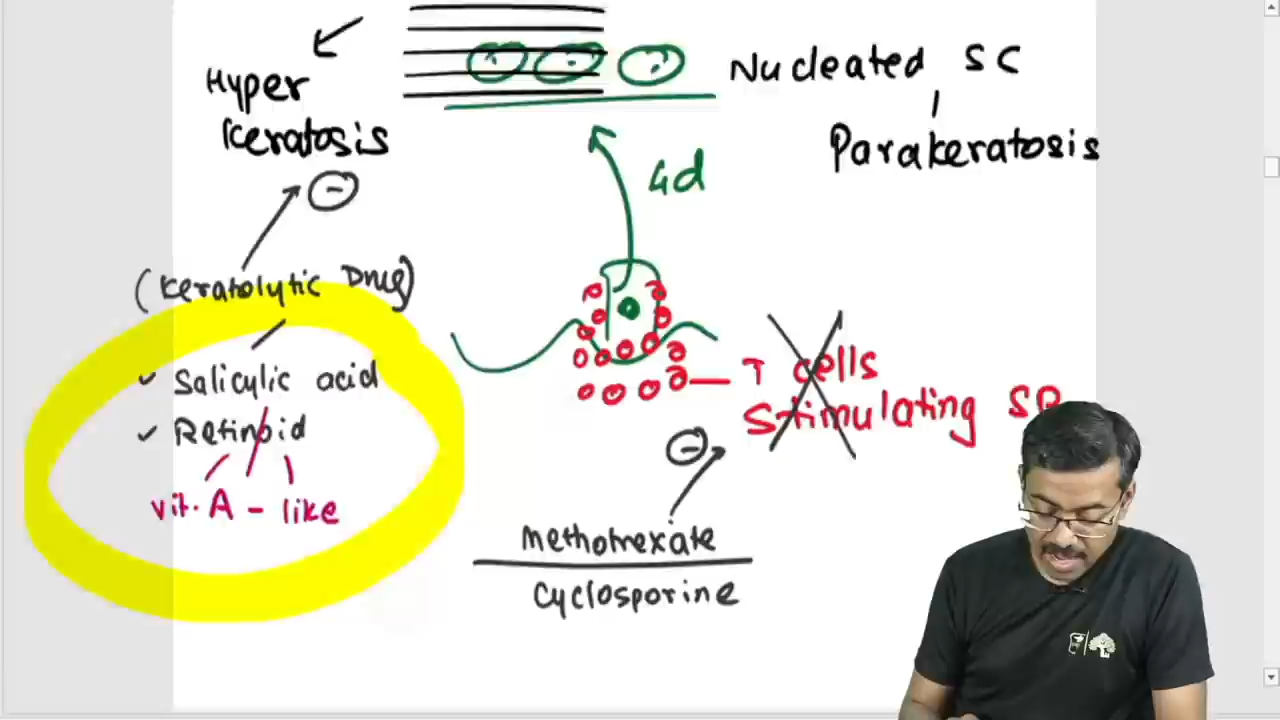 Hyper
Keratosis
Nucleated SC
Parakeratosis
4d
(Keratolytic Drug)
Salicylic acid
Retinoid
vit. A - like
T cells
Stimulating
Methotrexate
Cyclosporine